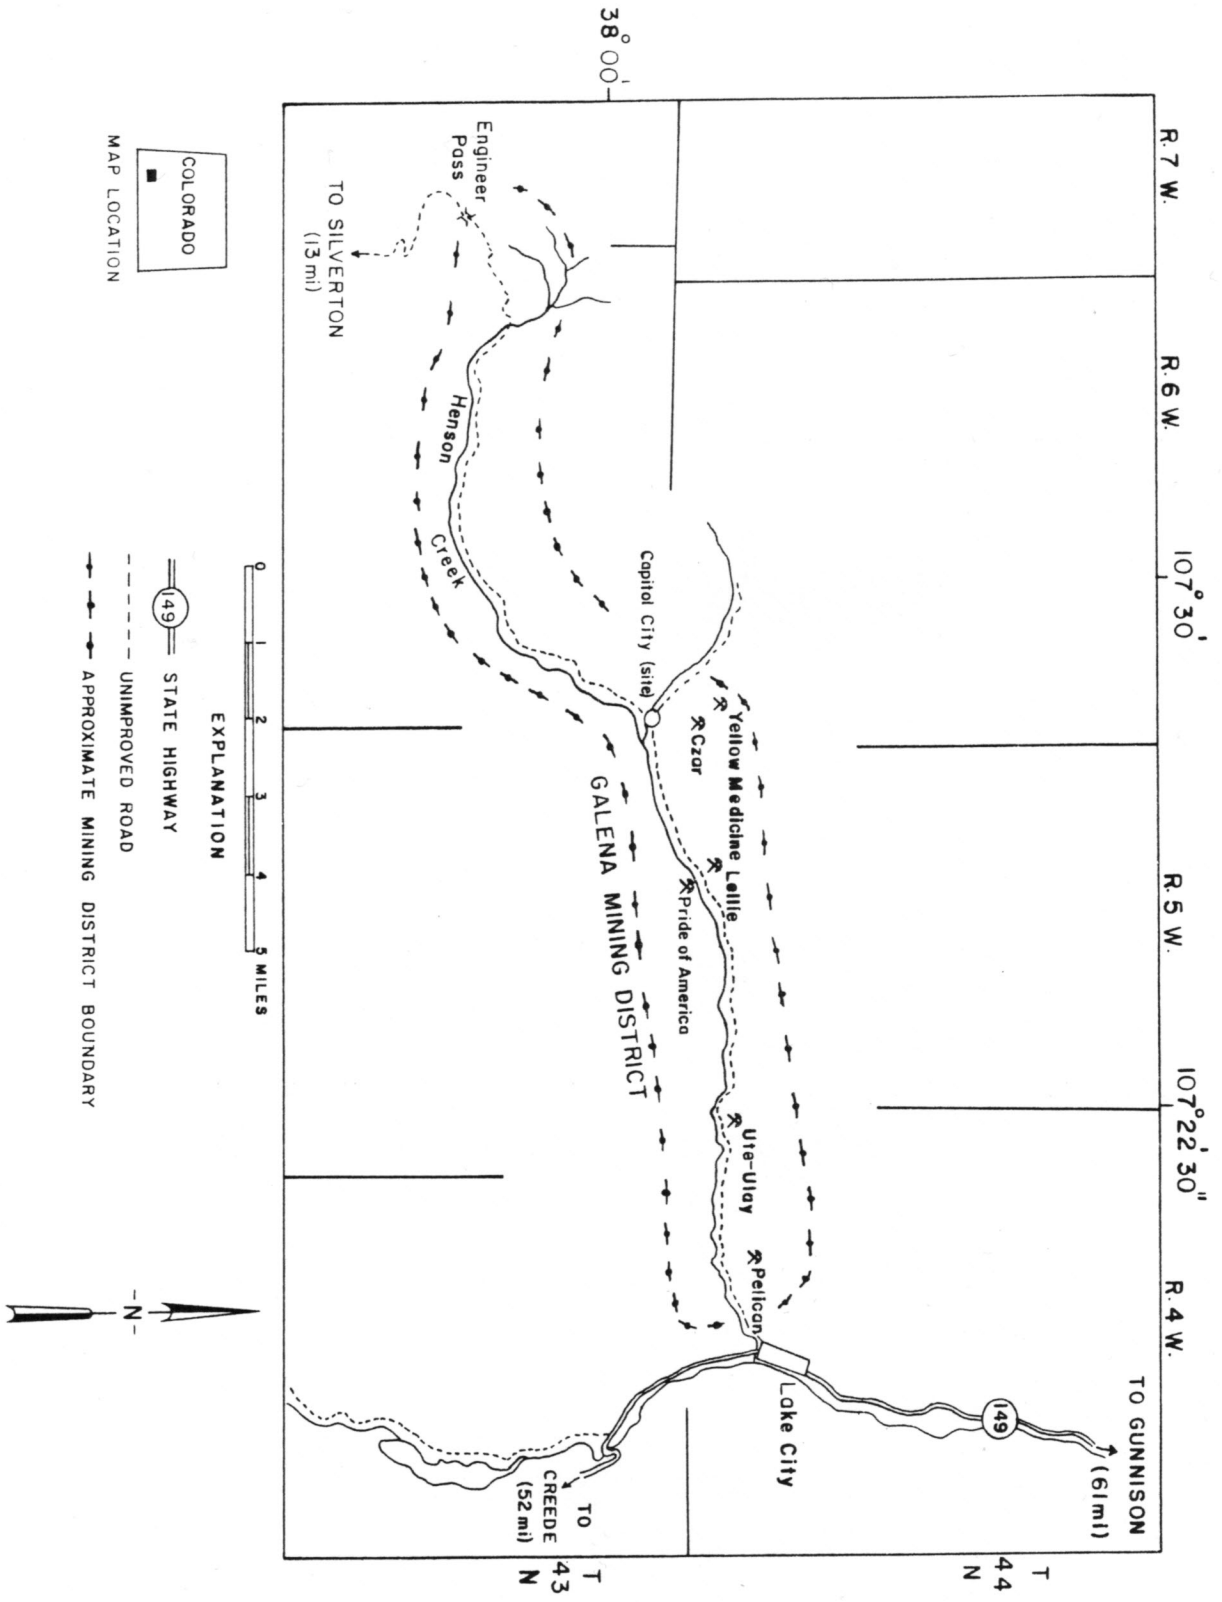 R. 7 W.
R. 6 W.
107° 30'
R. 5 W.
107° 22' 30"
R. 4 W.
TO GUNNISON
(61 mi)
149
T
44
N
38° 00'
Lake City
Pelican
Ute-Ulay
Yellow Medicine
Lellie
Czar
Pride of America
Capitol City (site)
GALENA MINING DISTRICT
Engineer
Pass
Henson
Creek
TO SILVERTON
(13 mi)
TO
CREEDE
(52 mi)
T
43
N
COLORADO
MAP LOCATION
0 1 2 3 4 5 MILES
EXPLANATION
149 STATE HIGHWAY
UNIMPROVED ROAD
APPROXIMATE MINING DISTRICT BOUNDARY
-N-